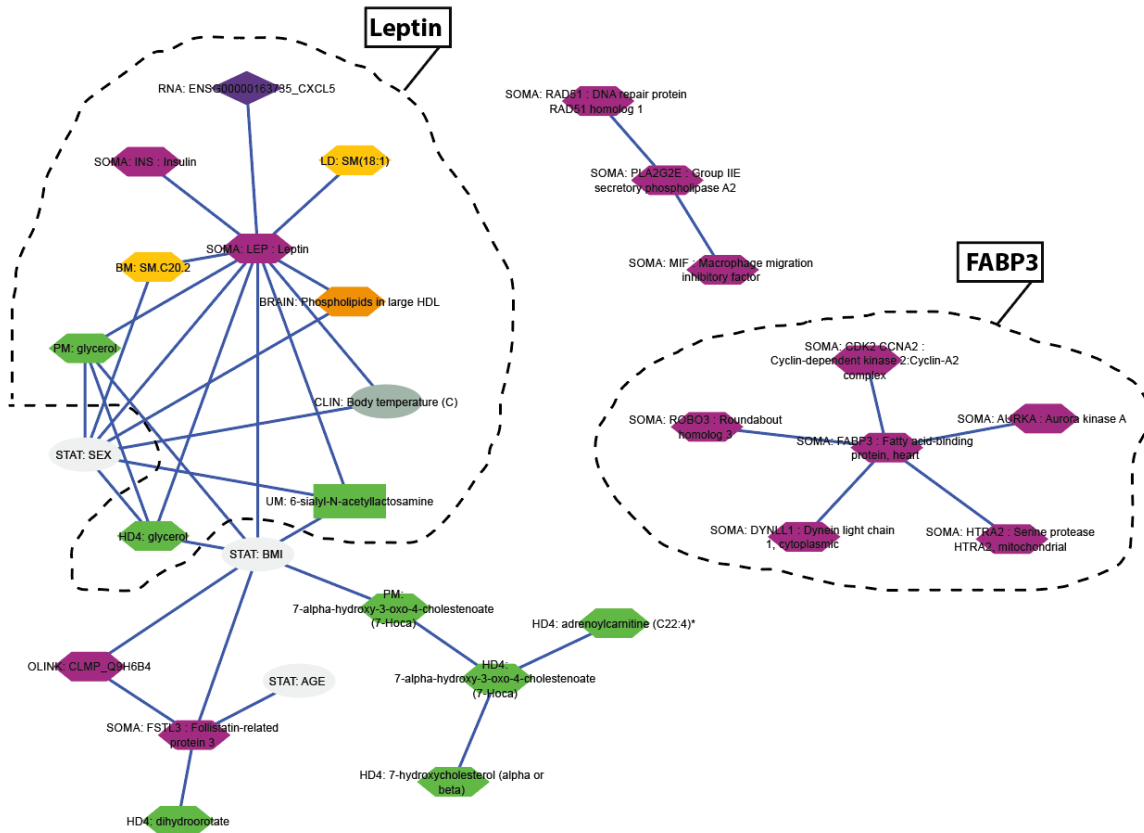 Leptin
RNA: ENSG00000163735_CXCL5
SOMA: INS : Insulin
LD: SM(18:1)
SOMA: RAD51 : DNA repair protein
RAD51 homolog 1
SOMA: PLA2G2E : Group IIE
secretory phospholipase A2
SOMA: MIF : Macrophage migration
inhibitory factor
SOMA: LEP : Leptin
BM: SM.C20.2
BRAIN: Phospholipids in large HDL
FABP3
PM: glycerol
CLIN: Body temperature (C)
SOMA: CDK2 CCNA2 :
Cyclin-dependent kinase 2:Cyclin-A2
complex
SOMA: ROBO3 : Roundabout
homolog 3
SOMA: AURKA : Aurora kinase A
SOMA: FABP3 : Fatty acid-binding
protein, heart
STAT: SEX
UM: 6-sialyl-N-acetyllactosamine
HD4: glycerol
STAT: BMI
SOMA: DYNLL1 : Dynein light chain
1, cytoplasmic
SOMA: HTRA2 : Serine protease
HTRA2, mitochondrial
PM:
7-alpha-hydroxy-3-oxo-4-cholestenoate
(7-Hoca)
HD4: adrenoylcarnitine (C22:4)*
OLINK: CLMP_Q9H6B4
STAT: AGE
HD4:
7-alpha-hydroxy-3-oxo-4-cholestenoate
(7-Hoca)
SOMA: FSTL3 : Follistatin-related
protein 3
HD4: 7-hydroxycholesterol (alpha or
beta)
HD4: dihydroorotate